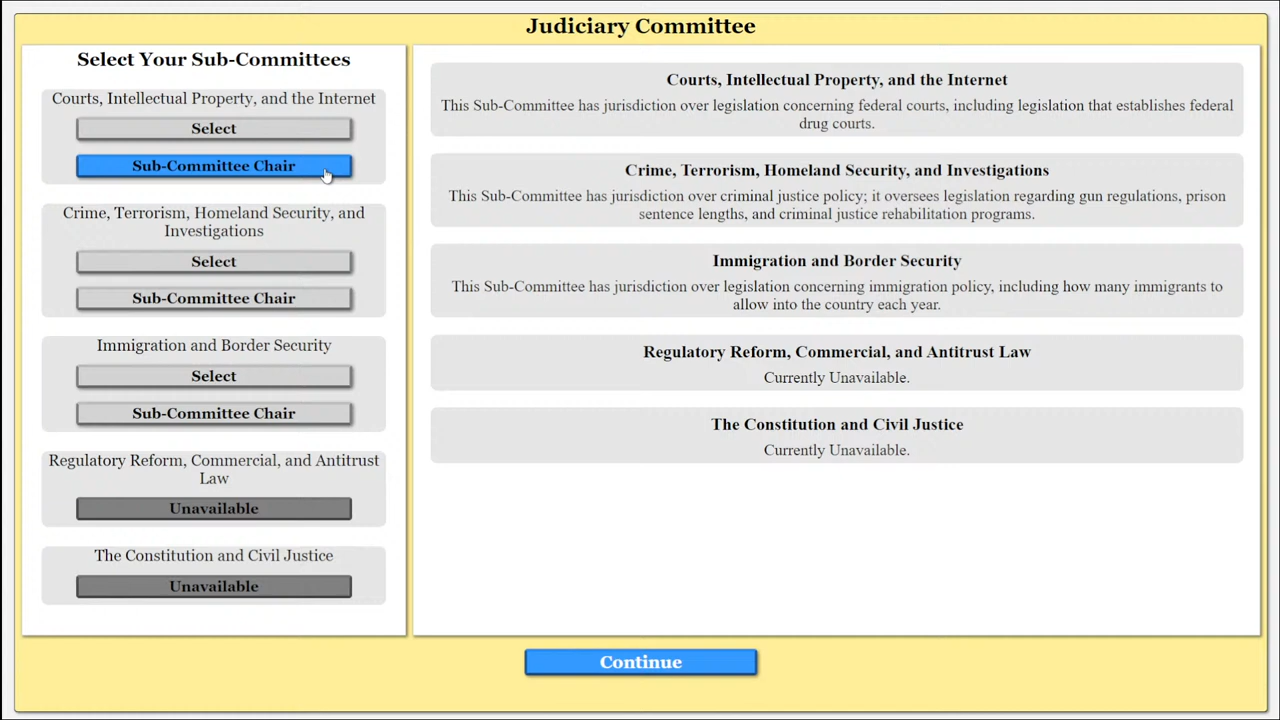 Judiciary Committee
Select Your Sub-Committees
Courts, Intellectual Property, and the Internet
Select
Sub-Committee Chair
Crime, Terrorism, Homeland Security, and
Investigations
Select
Sub-Committee Chair
Immigration and Border Security
Select
Sub-Committee Chair
Regulatory Reform, Commercial, and Antitrust
Law
Unavailable
The Constitution and Civil Justice
Unavailable
Courts, Intellectual Property, and the Internet
This Sub-Committee has jurisdiction over legislation concerning federal courts, including legislation that establishes federal
drug courts.
Crime, Terrorism, Homeland Security, and Investigations
This Sub-Committee has jurisdiction over criminal justice policy; it oversees legislation regarding gun regulations, prison
sentence lengths, and criminal justice rehabilitation programs.
Immigration and Border Security
This Sub-Committee has jurisdiction over legislation concerning immigration policy, including how many immigrants to
allow into the country each year.
Regulatory Reform, Commercial, and Antitrust Law
Currently Unavailable.
The Constitution and Civil Justice
Currently Unavailable.
Continue